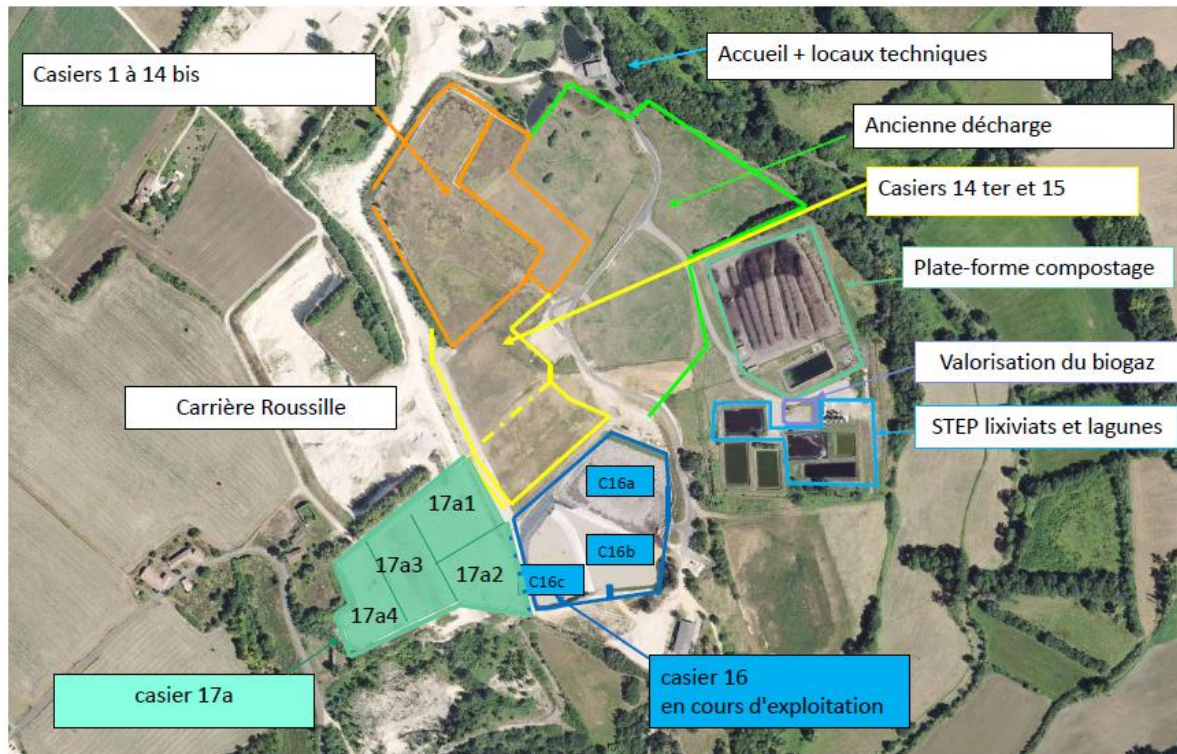 Accueil + locaux techniques
Casiers 1 à 14 bis
Ancienne décharge
Casiers 14 ter et 15
Plate-forme compostage
Valorisation du biogaz
Carrière Roussille
STEP lixiviats et lagunes
C16a
17a1
C16b
17a3
17a2
C16c
17a4
casier 17a
casier 16
en cours d'exploitation